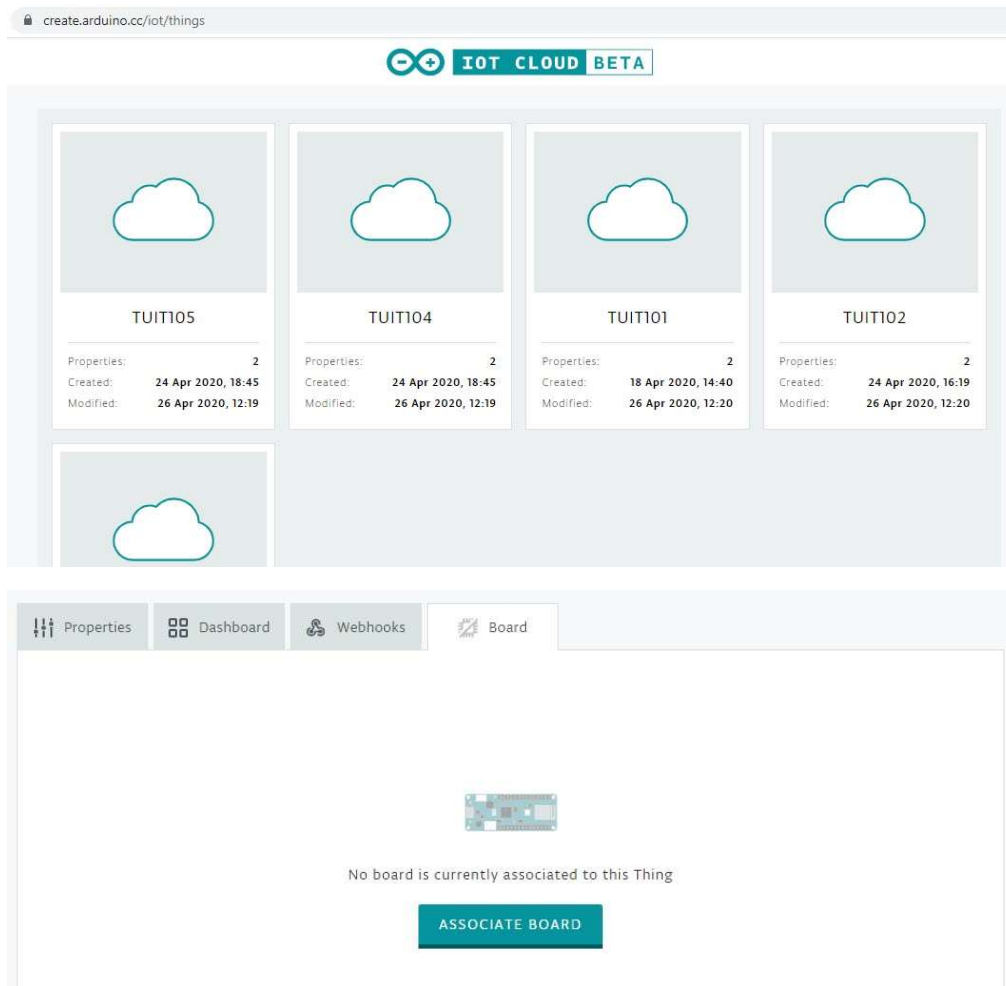 create.arduino.cc/iot/things
IOT CLOUD BETA
TUIT105
Properties: 2
Created: 24 Apr 2020, 18:45
Modified: 26 Apr 2020, 12:19
TUIT104
Properties: 2
Created: 24 Apr 2020, 18:45
Modified: 26 Apr 2020, 12:19
TUIT101
Properties: 2
Created: 18 Apr 2020, 14:40
Modified: 26 Apr 2020, 12:20
TUIT102
Properties: 2
Created: 24 Apr 2020, 16:19
Modified: 26 Apr 2020, 12:20
Properties
Dashboard
Webhooks
Board
No board is currently associated to this Thing
ASSOCIATE BOARD